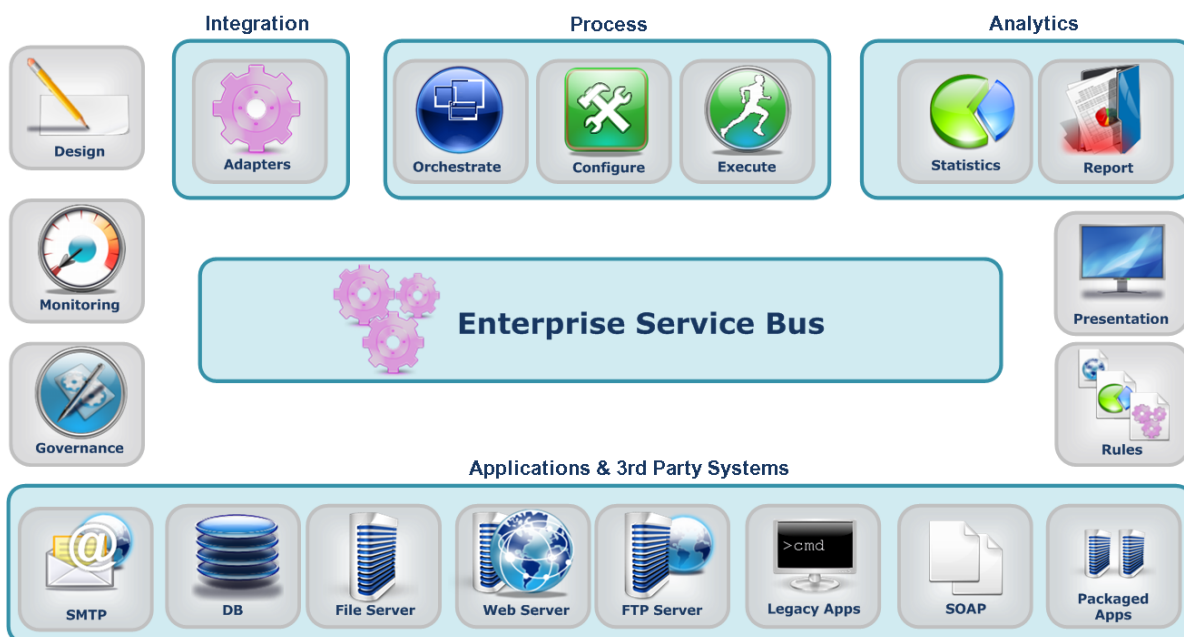 Integration
Process
Analytics
Design
Adapters
Orchestrate
Configure
Execute
Statistics
Report
Monitoring
Enterprise Service Bus
Presentation
Governance
Rules
Applications & 3rd Party Systems
@
>cmd
SMTP
DB
File Server
Web Server
FTP Server
Legacy Apps
SOAP
Packaged
Apps